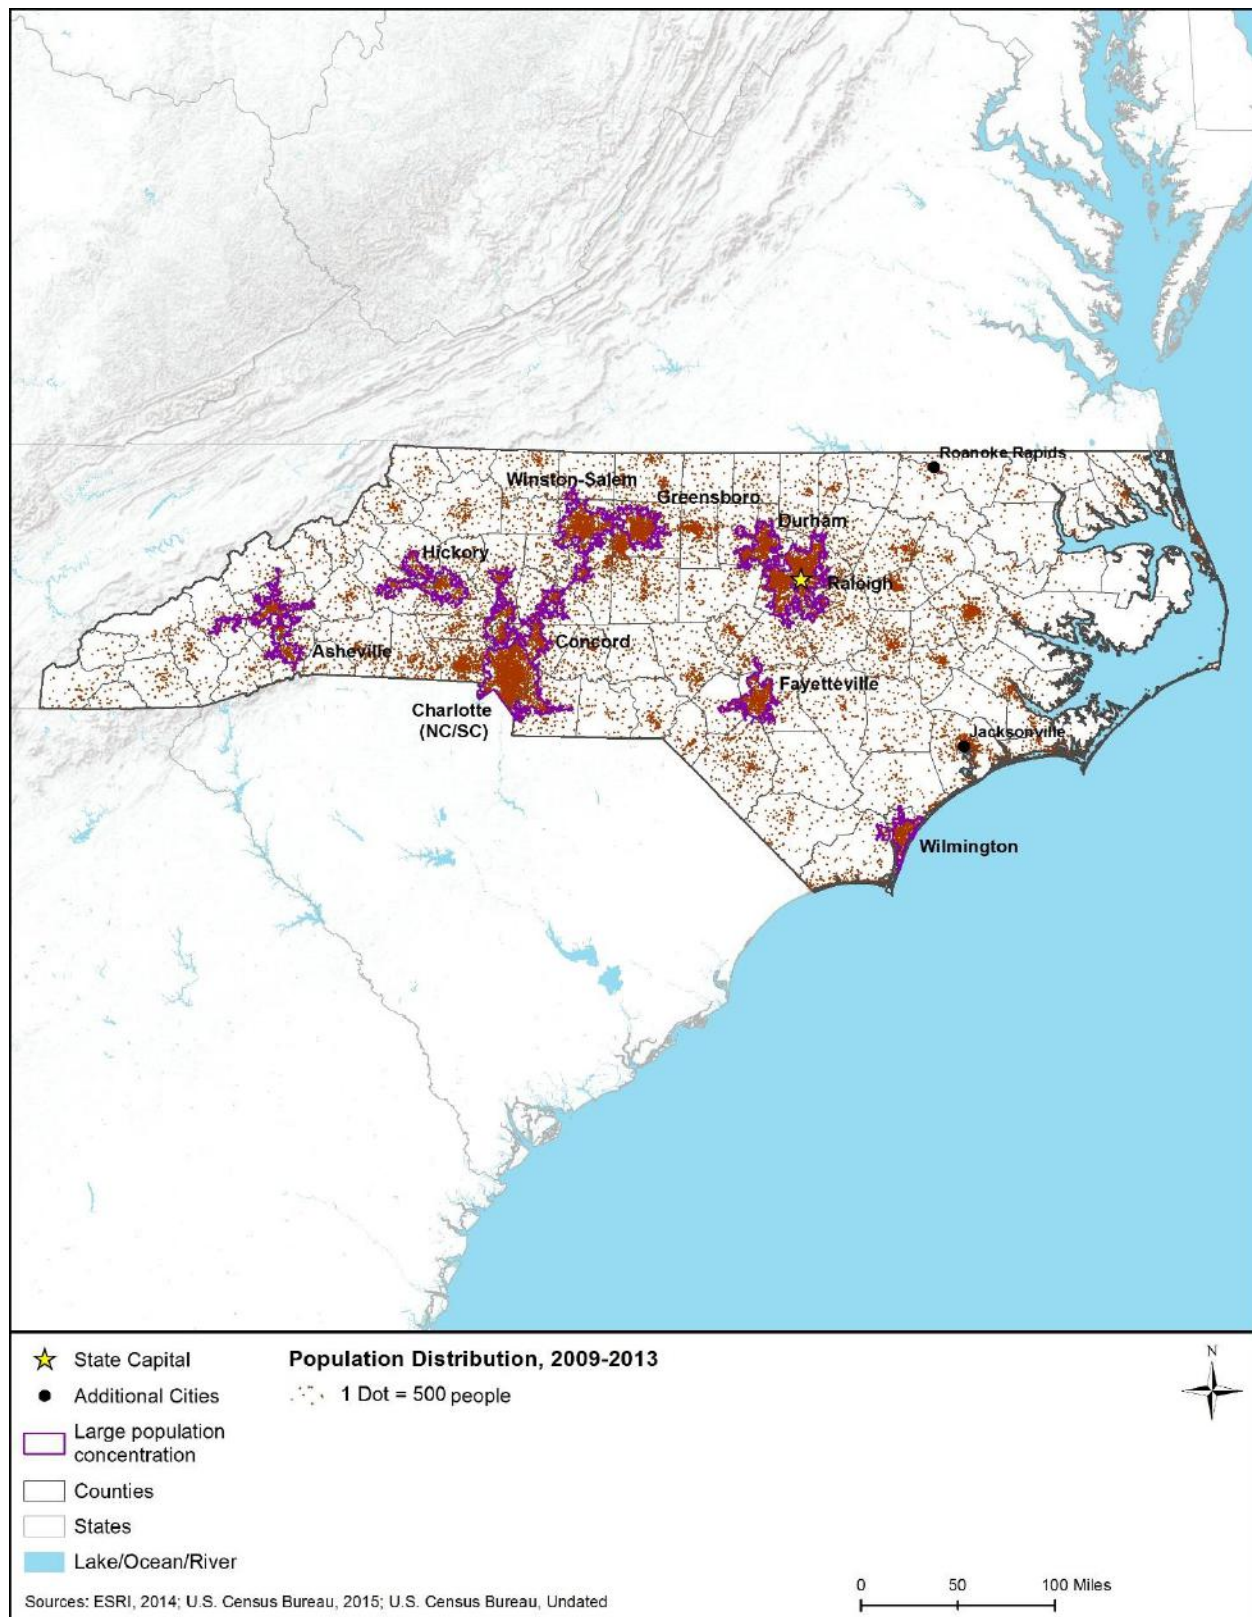 Roanoke Rapids
Winston-Salem
Greensboro
Durham
Hickory
Raleigh
Concord
Asheville
Fayetteville
Charlotte
(NC/SC)
Jacksonville
Wilmington
State Capital
Population Distribution, 2009-2013
N
Additional Cities
1 Dot = 500 people
Large population
concentration
Counties
States
Lake/Ocean/River
0 50 100 Miles
Sources: ESRI, 2014; U.S. Census Bureau, 2015; U.S. Census Bureau, Undated